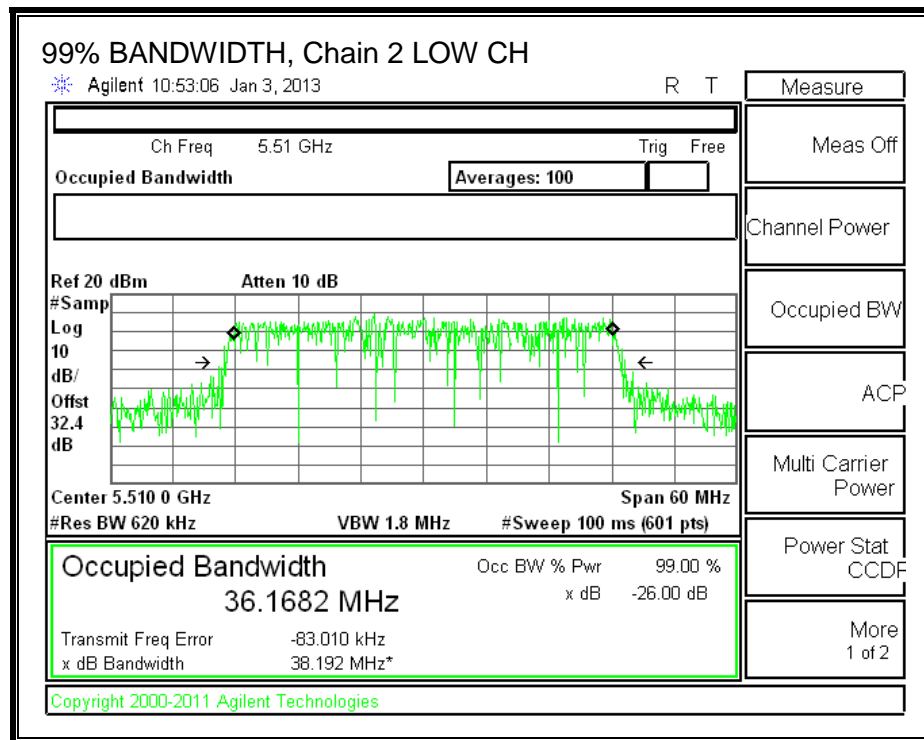 99% BANDWIDTH, Chain 2 LOW CH
Agilent 10:53:06 Jan 3, 2013 R T
Ch Freq 5.51 GHz Trig Free
Occupied Bandwidth Averages: 100
Ref 20 dBm Atten 10 dB
#Samp
Log
10
dB/
Offst
32.4
dB
Center 5.510 0 GHz Span 60 MHz
#Res BW 620 kHz VBW 1.8 MHz #Sweep 100 ms (601 pts)
Occupied Bandwidth Occ BW % Pwr 99.00 %
36.1682 MHz x dB -26.00 dB
Transmit Freq Error -83.010 kHz
x dB Bandwidth 38.192 MHz*
Copyright 2000-2011 Agilent Technologies
Measure
Meas Off
Channel Power
Occupied BW
ACP
Multi Carrier
Power
Power Stat
CCDF
More
1 of 2